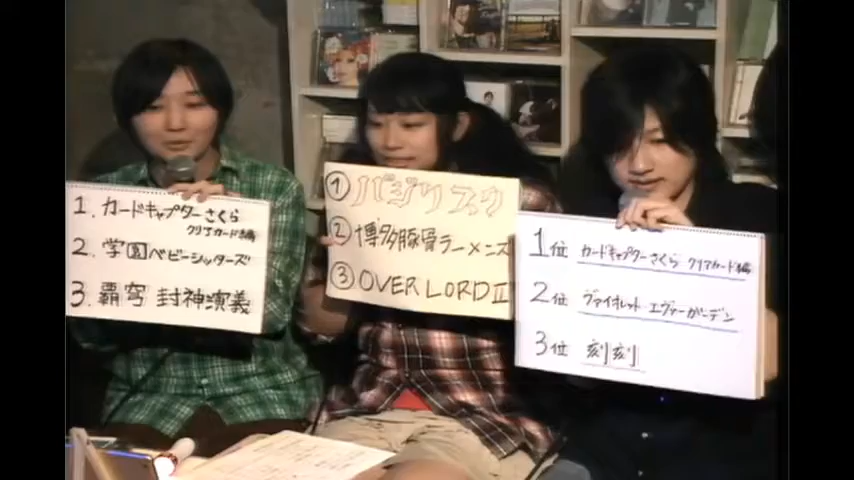 1. カードキャプターさくら
クリアカード編
2. 学園ベビーシッターズ
3. 覇穹 封神演義
① バジリスク
② 博多豚骨ラーメンズ
③ OVERLORDⅡ
1位 カードキャプターさくら クリアカード編
2位 ヴァイオレット エヴァーガーデン
3位 刻刻